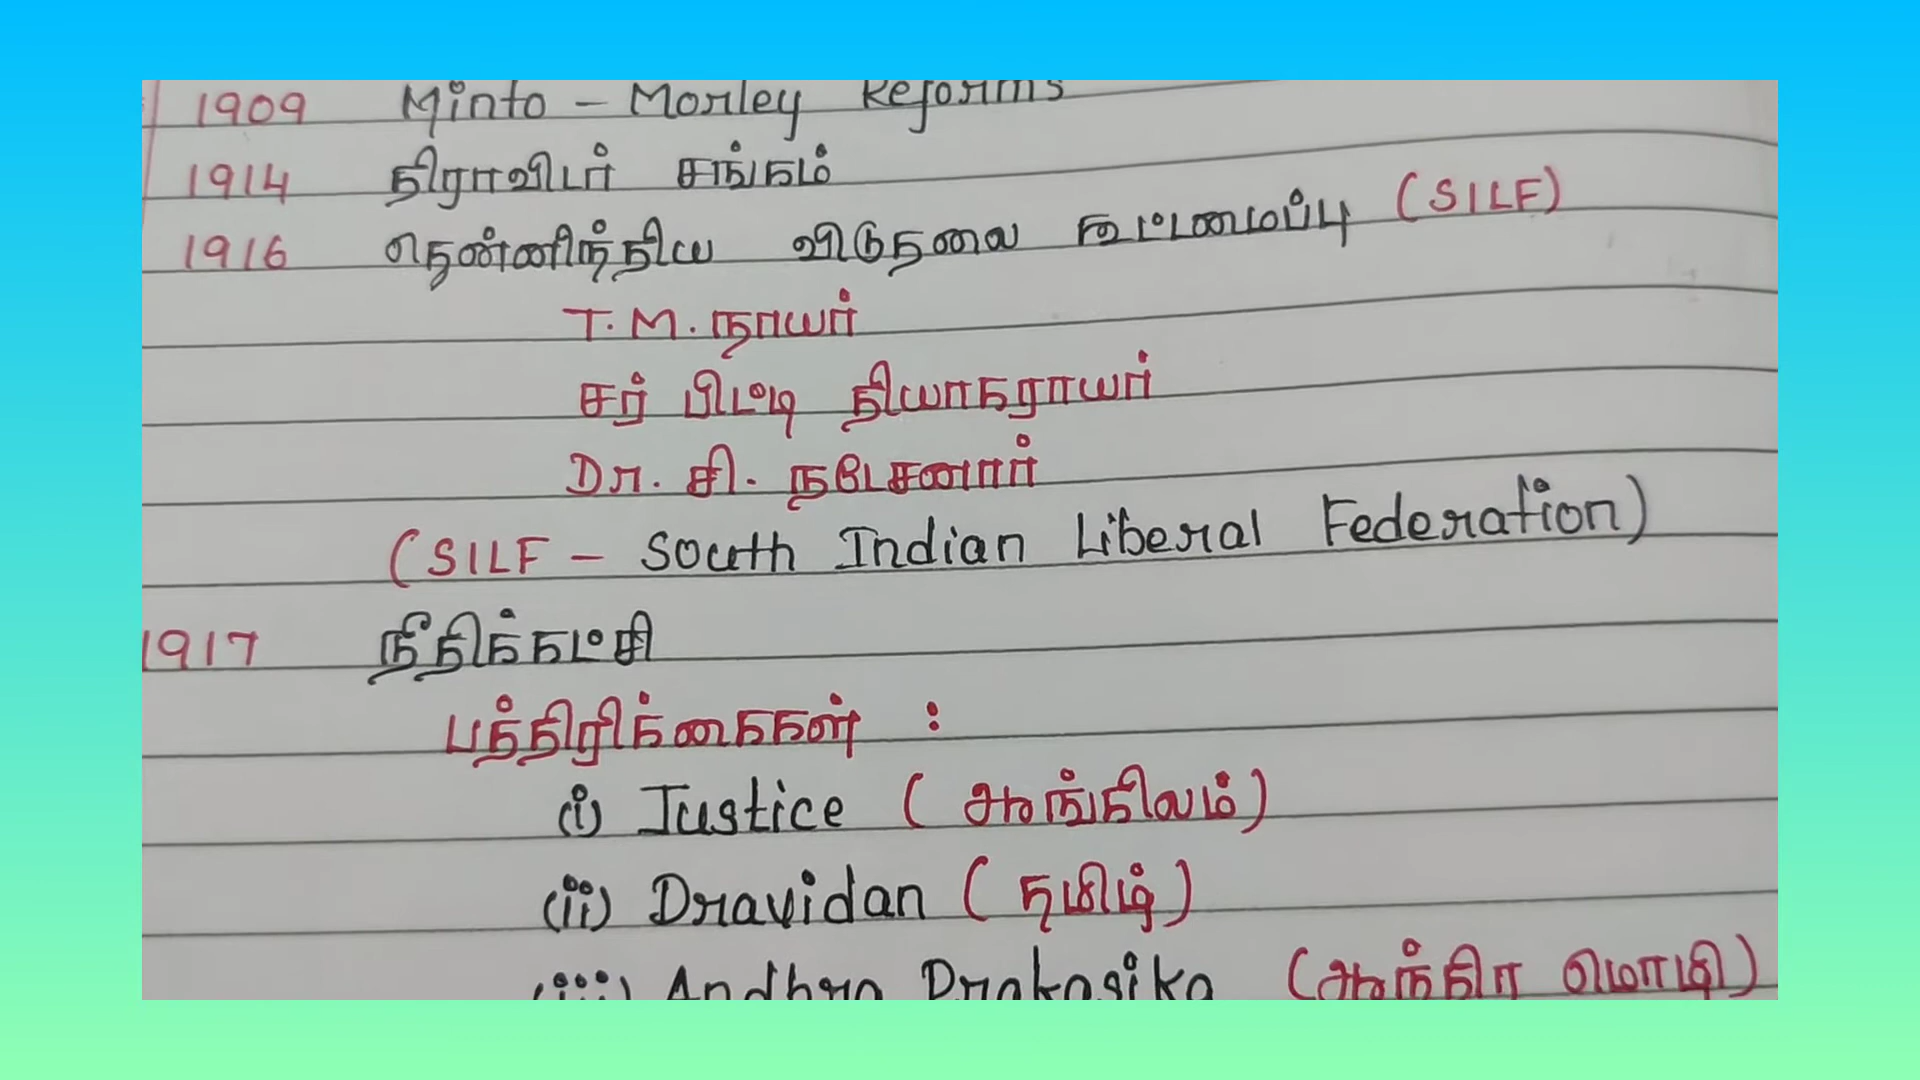 1909 Minto - Morley Reforms
1914 திராவிடர் சங்கம்
1916 தென்னிந்திய விடுதலை கூட்டமைப்பு (SILF)
T. M. நாயர்
சர் பிட்டி தியாகராயர்
Dr. சி. நடேசனார்
(SILF - South Indian Liberal Federation)
1917 நீதிக்கட்சி
பத்திரிக்கைகள் :
(i) Justice (ஆங்கிலம்)
(ii) Dravidan (தமிழ்)
(iii) Andhra Prakasika (ஆந்திர மொழி)